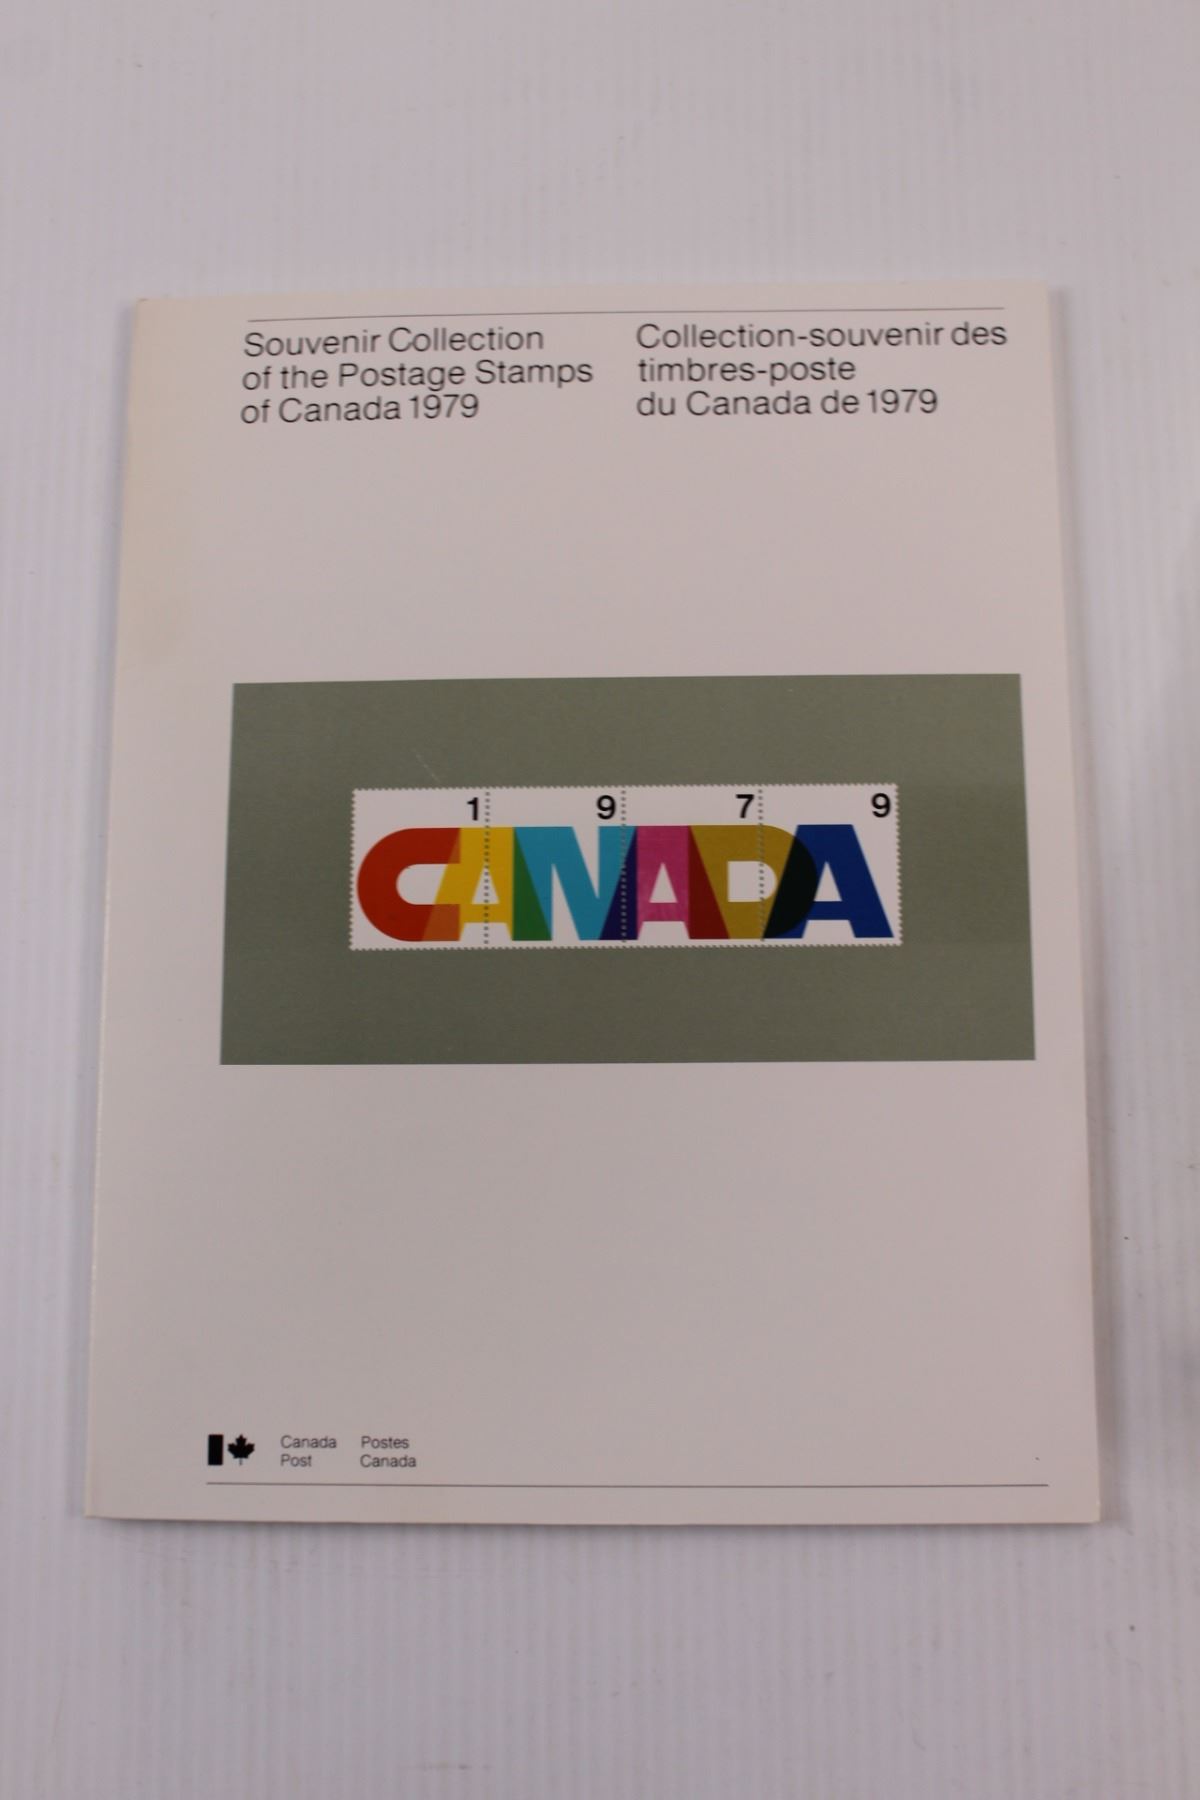 Souvenir Collection
of the Postage Stamps
of Canada 1979
Collection-souvenir des
timbres-poste
du Canada de 1979
1 9 7 9
CANADA
Canada
Post
Postes
Canada